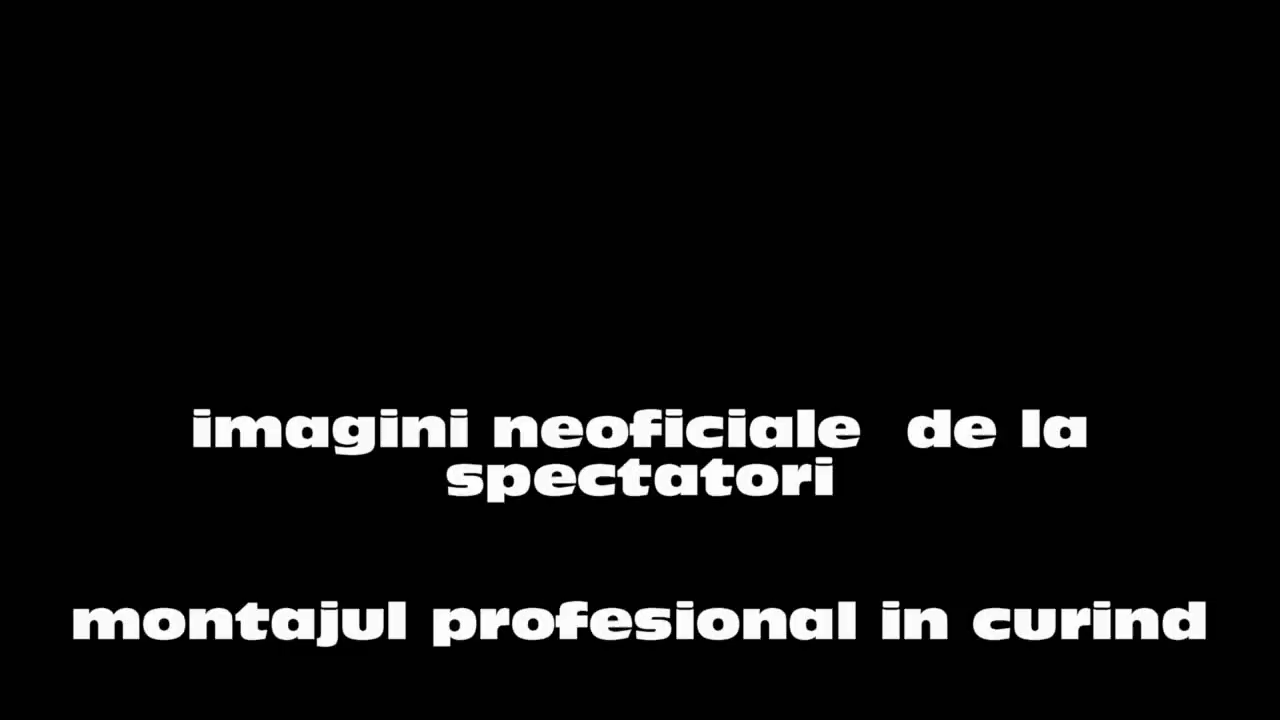 imagini neoficiale  de la
spectatori
montajul profesional in curind